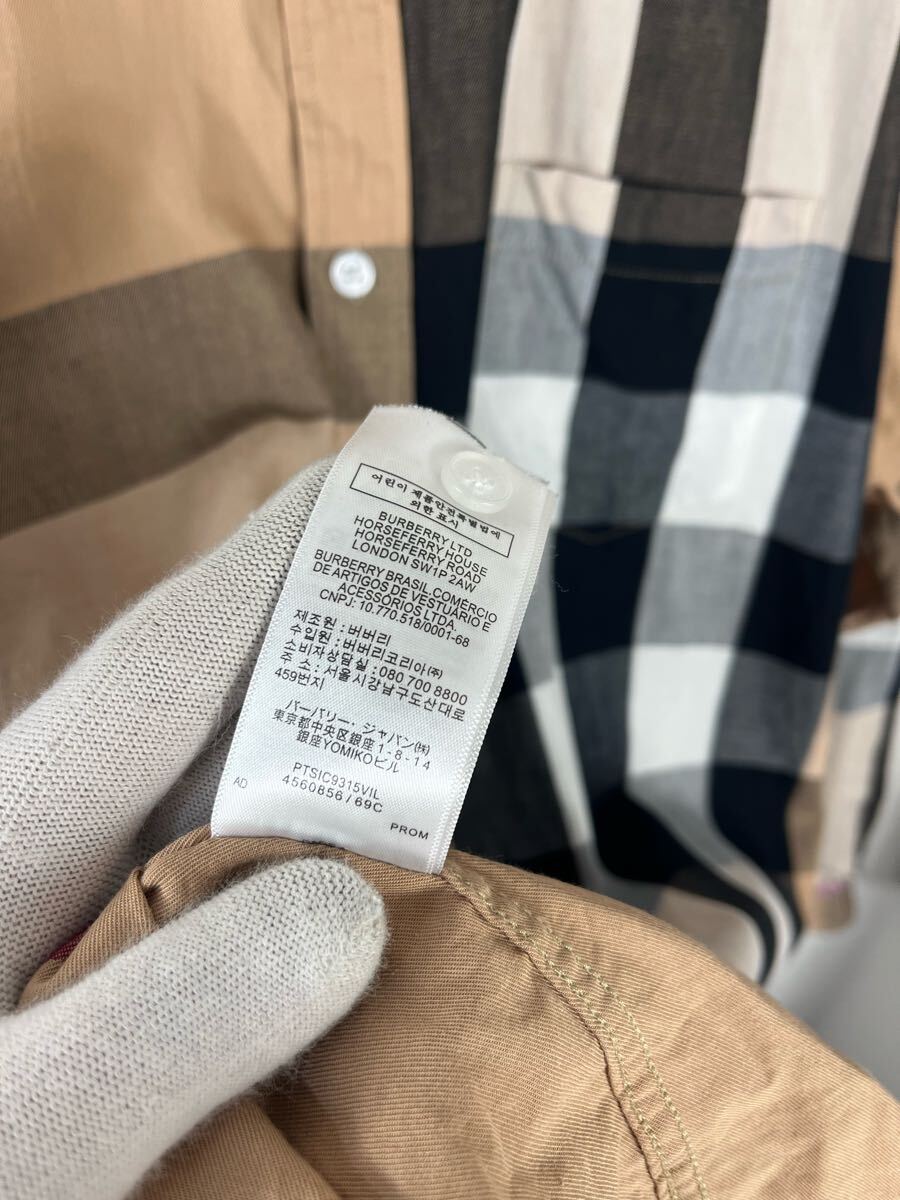 어린이 제품안전특별법에
의한 표시
BURBERRY LTD
HORSEFERRY HOUSE
HORSEFERRY ROAD
LONDON SW1P 2AW
BURBERRY BRASIL COMERCIO
DE ARTIGOS DE VESTUARIO E
ACESSORIOS LTDA.
CNPJ: 10.770.518/0001-68
제조원 : 버버리
수입원 : 버버리코리아(주)
소비자상담실 : 080 700 8800
주 소 : 서울시강남구도산대로
459번지
バーバリー・ジャパン(株)
東京都中央区銀座1-8-14
銀座YOMIKOビル
PTSIC9315VIL
4560856/69C
AD
PROM